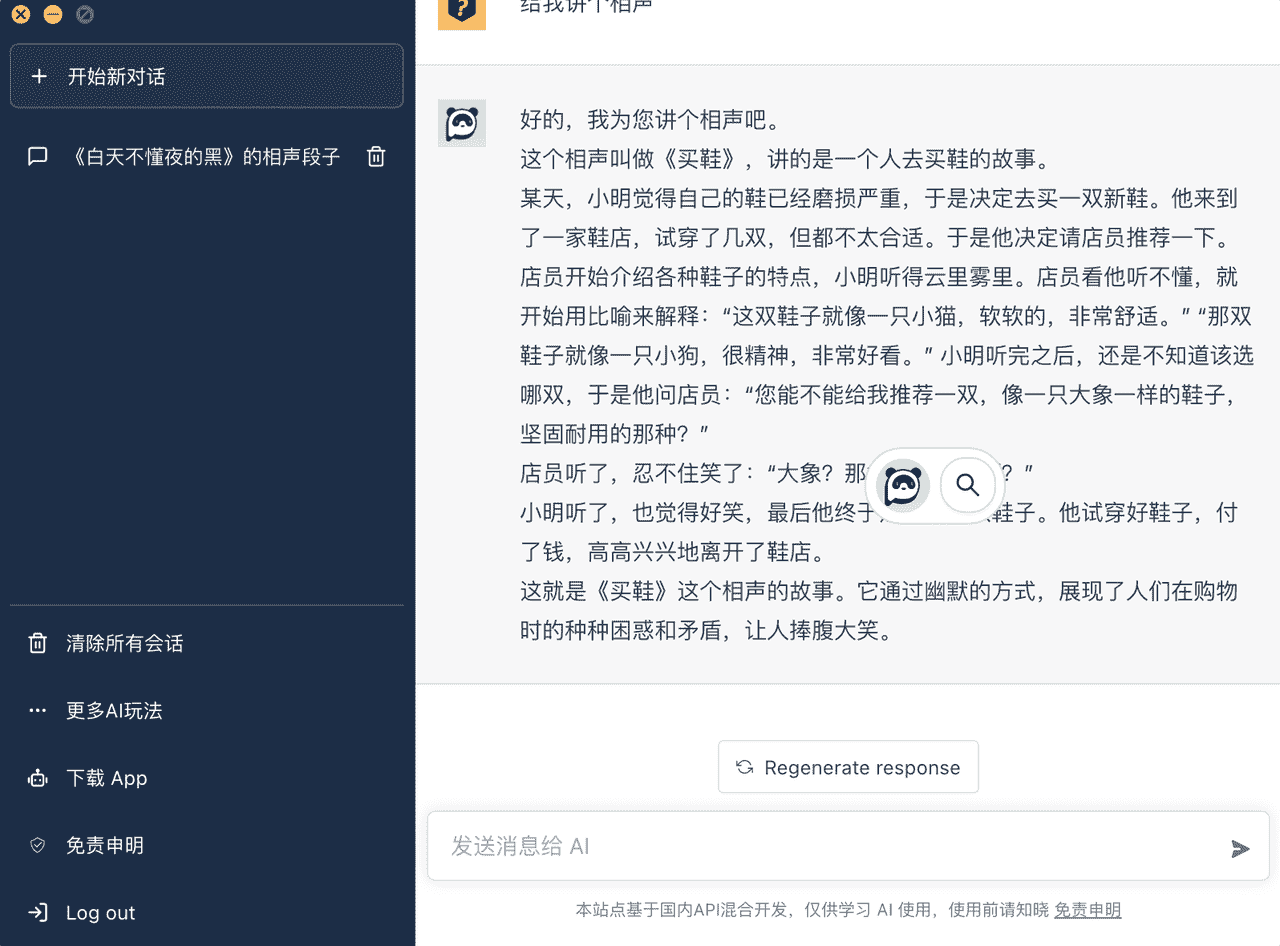 开始新对话
《白天不懂夜的黑》的相声段子
清除所有会话
更多AI玩法
下载 App
免责申明
Log out
给我讲个相声
好的，我为您讲个相声吧。
这个相声叫做《买鞋》，讲的是一个人去买鞋的故事。
某天，小明觉得自己的鞋已经磨损严重，于是决定去买一双新鞋。他来到
了一家鞋店，试穿了几双，但都不太合适。于是他决定请店员推荐一下。
店员开始介绍各种鞋子的特点，小明听得云里雾里。店员看他听不懂，就
开始用比喻来解释：“这双鞋子就像一只小猫，软软的，非常舒适。” “那双
鞋子就像一只小狗，很精神，非常好看。” 小明听完之后，还是不知道该选
哪双，于是他问店员：“您能不能给我推荐一双，像一只大象一样的鞋子，
坚固耐用的那种？”
店员听了，忍不住笑了：“大象？那 ？”
小明听了，也觉得好笑，最后他终于 鞋子。他试穿好鞋子，付
了钱，高高兴兴地离开了鞋店。
这就是《买鞋》这个相声的故事。它通过幽默的方式，展现了人们在购物
时的种种困惑和矛盾，让人捧腹大笑。
Regenerate response
发送消息给 AI
本站点基于国内API混合开发，仅供学习 AI 使用，使用前请知晓 免责申明